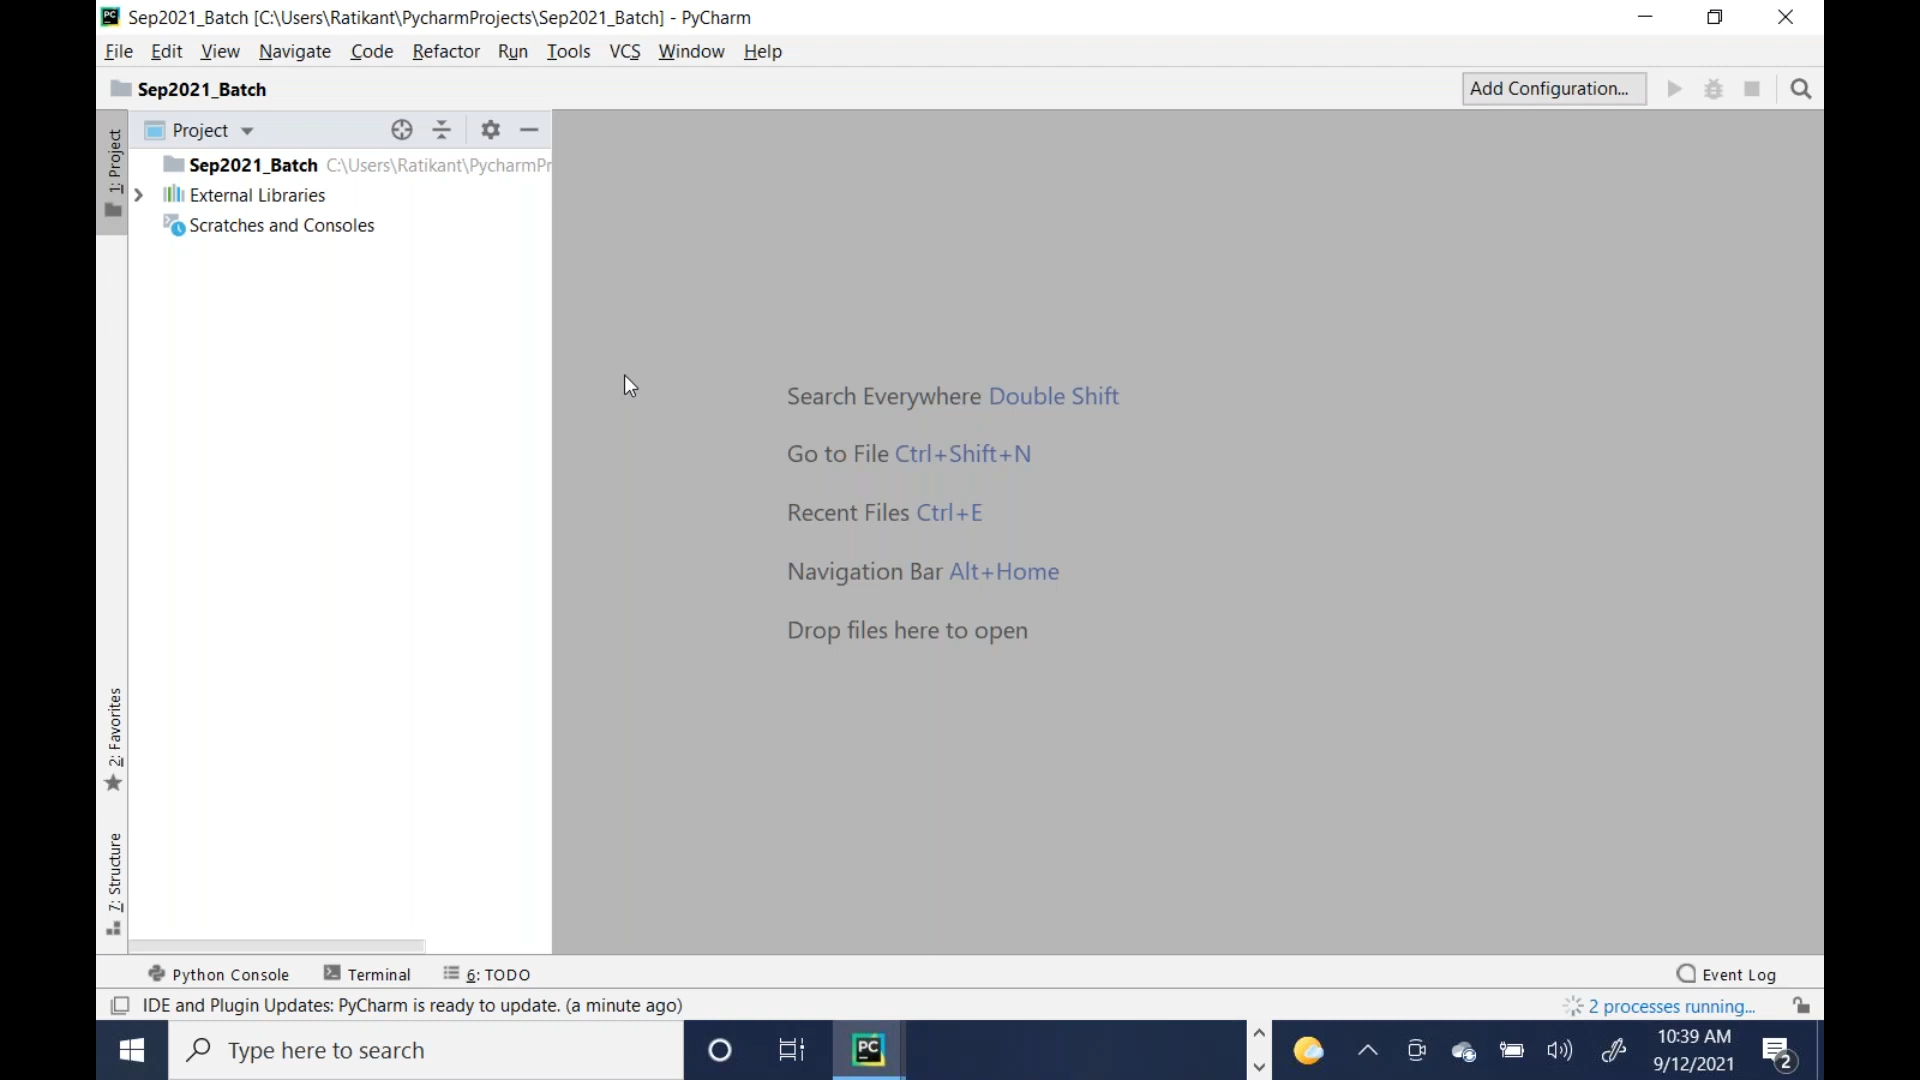 Sep2021_Batch [C:\Users\Ratikant\PycharmProjects\Sep2021_Batch] - PyCharm
File Edit View Navigate Code Refactor Run Tools VCS Window Help
Sep2021_Batch
Add Configuration...
1: Project
Project
Sep2021_Batch C:\Users\Ratikant\PycharmPr
External Libraries
Scratches and Consoles
Search Everywhere Double Shift
Go to File Ctrl+Shift+N
Recent Files Ctrl+E
Navigation Bar Alt+Home
Drop files here to open
2: Favorites
7: Structure
Python Console Terminal 6: TODO Event Log
IDE and Plugin Updates: PyCharm is ready to update. (a minute ago) 2 processes running...
Type here to search
PC
10:39 AM
9/12/2021
2